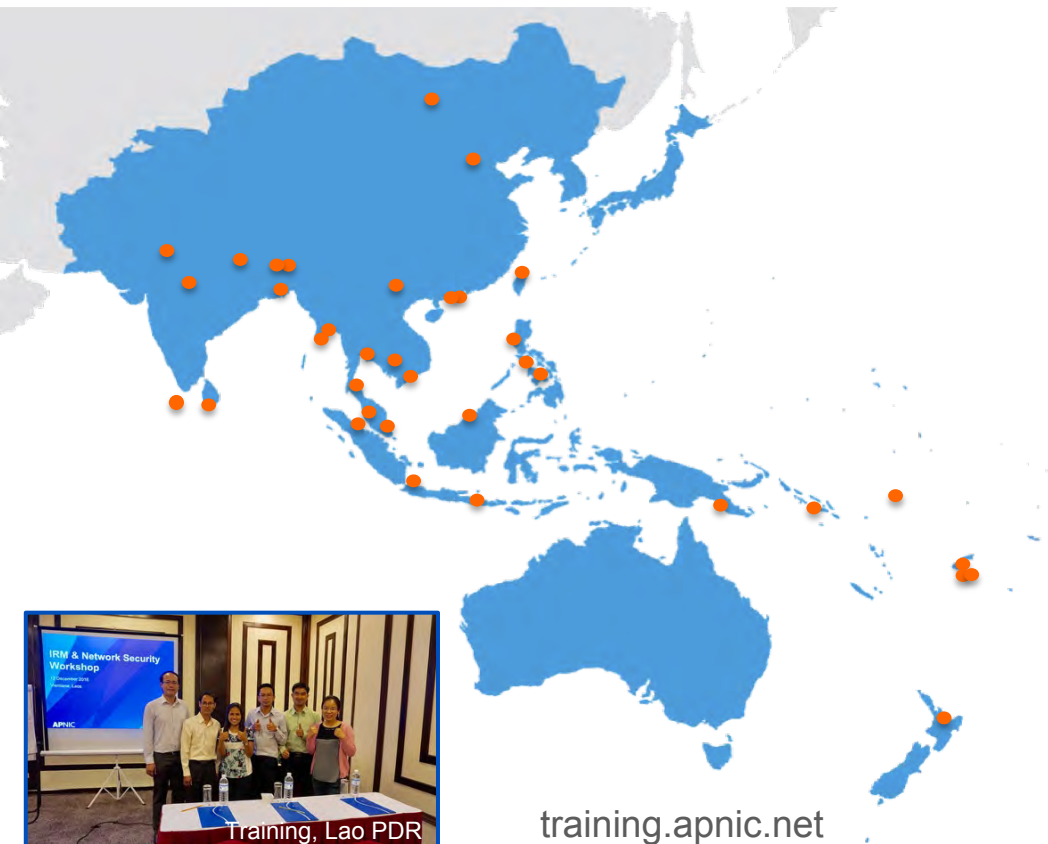 IRM & Network Security
Workshop
APNIC
Training, Lao PDR
training.apnic.net